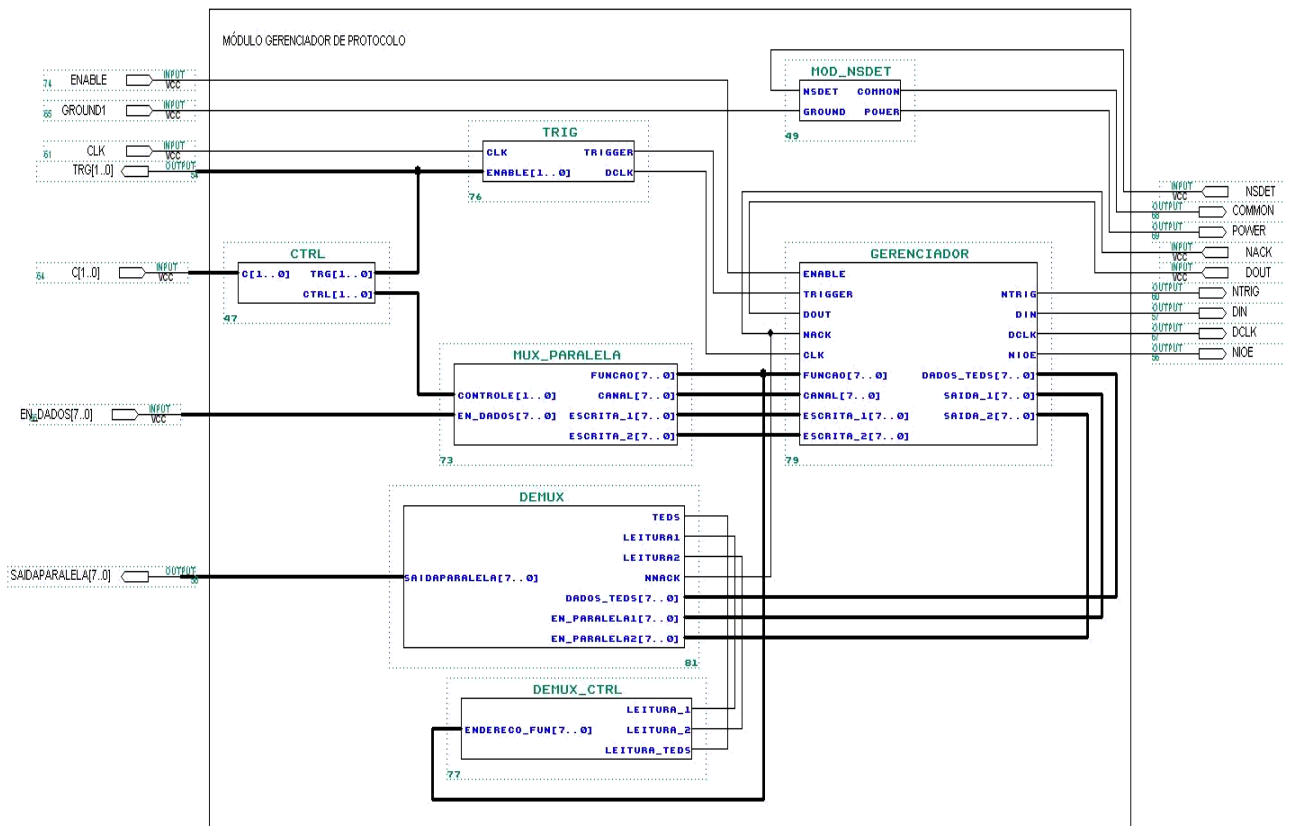 MÓDULO GERENCIADOR DE PROTOCOLO
ENABLE
INPUT
VCC
74
GROUND1
INPUT
VCC
CLK
INPUT
VCC
61
TRG[1..0]
OUTPUT
54
C[1..0]
INPUT
VCC
64
EN_DADOS[7..0]
INPUT
VCC
SAIDAPARALELA[7..0]
OUTPUT
MOD_NSDET
NSDET COMMON
GROUND POWER
49
TRIG
CLK TRIGGER
ENABLE[1..0] DCLK
76
CTRL
C[1..0] TRG[1..0]
CTRL[1..0]
47
MUX_PARALELA
FUNCAO[7..0]
CONTROLE[1..0] CANAL[7..0]
EN_DADOS[7..0] ESCRITA_1[7..0]
ESCRITA_2[7..0]
73
GERENCIADOR
ENABLE
TRIGGER NTRIG
DOUT DIN
NACK DCLK
CLK NIOE
FUNCAO[7..0] DADOS_TEDS[7..0]
CANAL[7..0] SAIDA_1[7..0]
ESCRITA_1[7..0] SAIDA_2[7..0]
ESCRITA_2[7..0]
79
DEMUX
TEDS
LEITURA1
LEITURA2
SAIDAPARALELA[7..0] NNACK
DADOS_TEDS[7..0]
EN_PARALELA1[7..0]
EN_PARALELA2[7..0]
81
DEMUX_CTRL
LEITURA_1
ENDERECO_FUN[7..0] LEITURA_2
LEITURA_TEDS
77
INPUT
VCC
NSDET
OUTPUT
68
COMMON
OUTPUT
69
POWER
INPUT
VCC
NACK
INPUT
VCC
DOUT
OUTPUT
60
NTRIG
OUTPUT
57
DIN
OUTPUT
67
DCLK
OUTPUT
56
NIOE